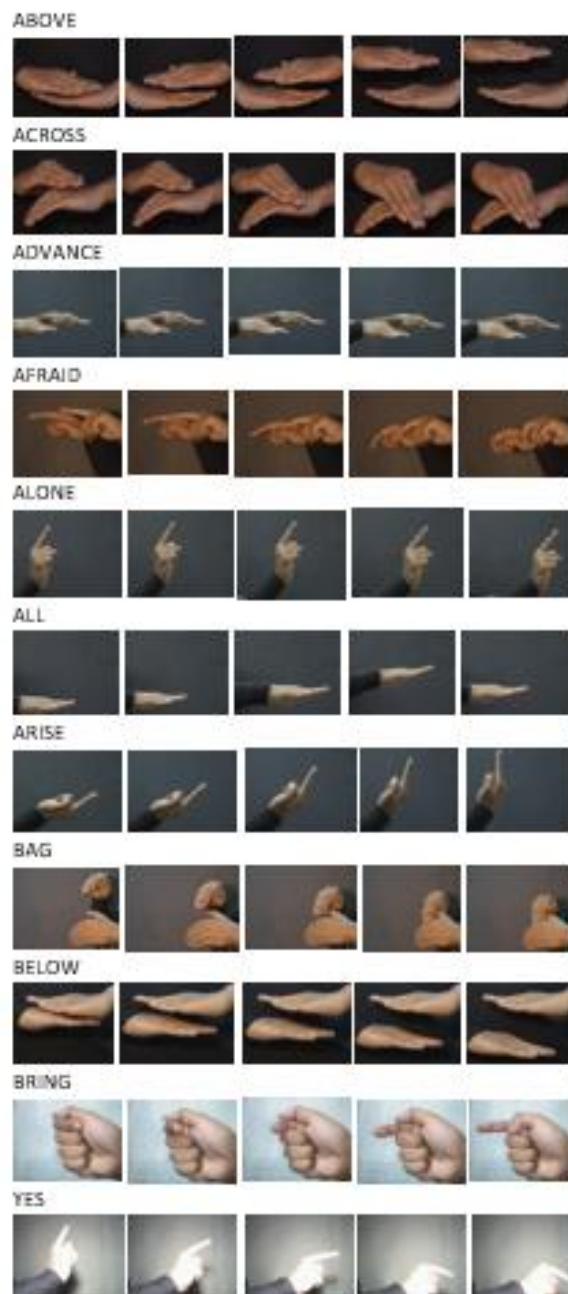 ABOVE
ACROSS
ADVANCE
AFRAID
ALONE
ALL
ARISE
BAG
BELOW
BRING
YES